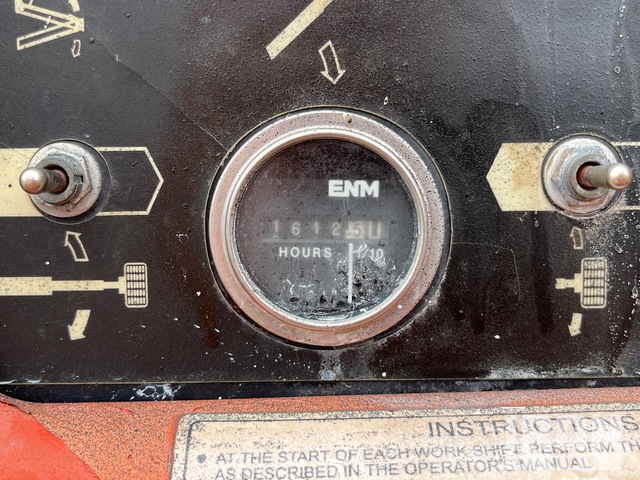 ENM
1612
HOURS 1/10
INSTRUCTIONS
• AT THE START OF EACH WORK SHIFT PERFORM TH
AS DESCRIBED IN THE OPERATOR'S MANUAL